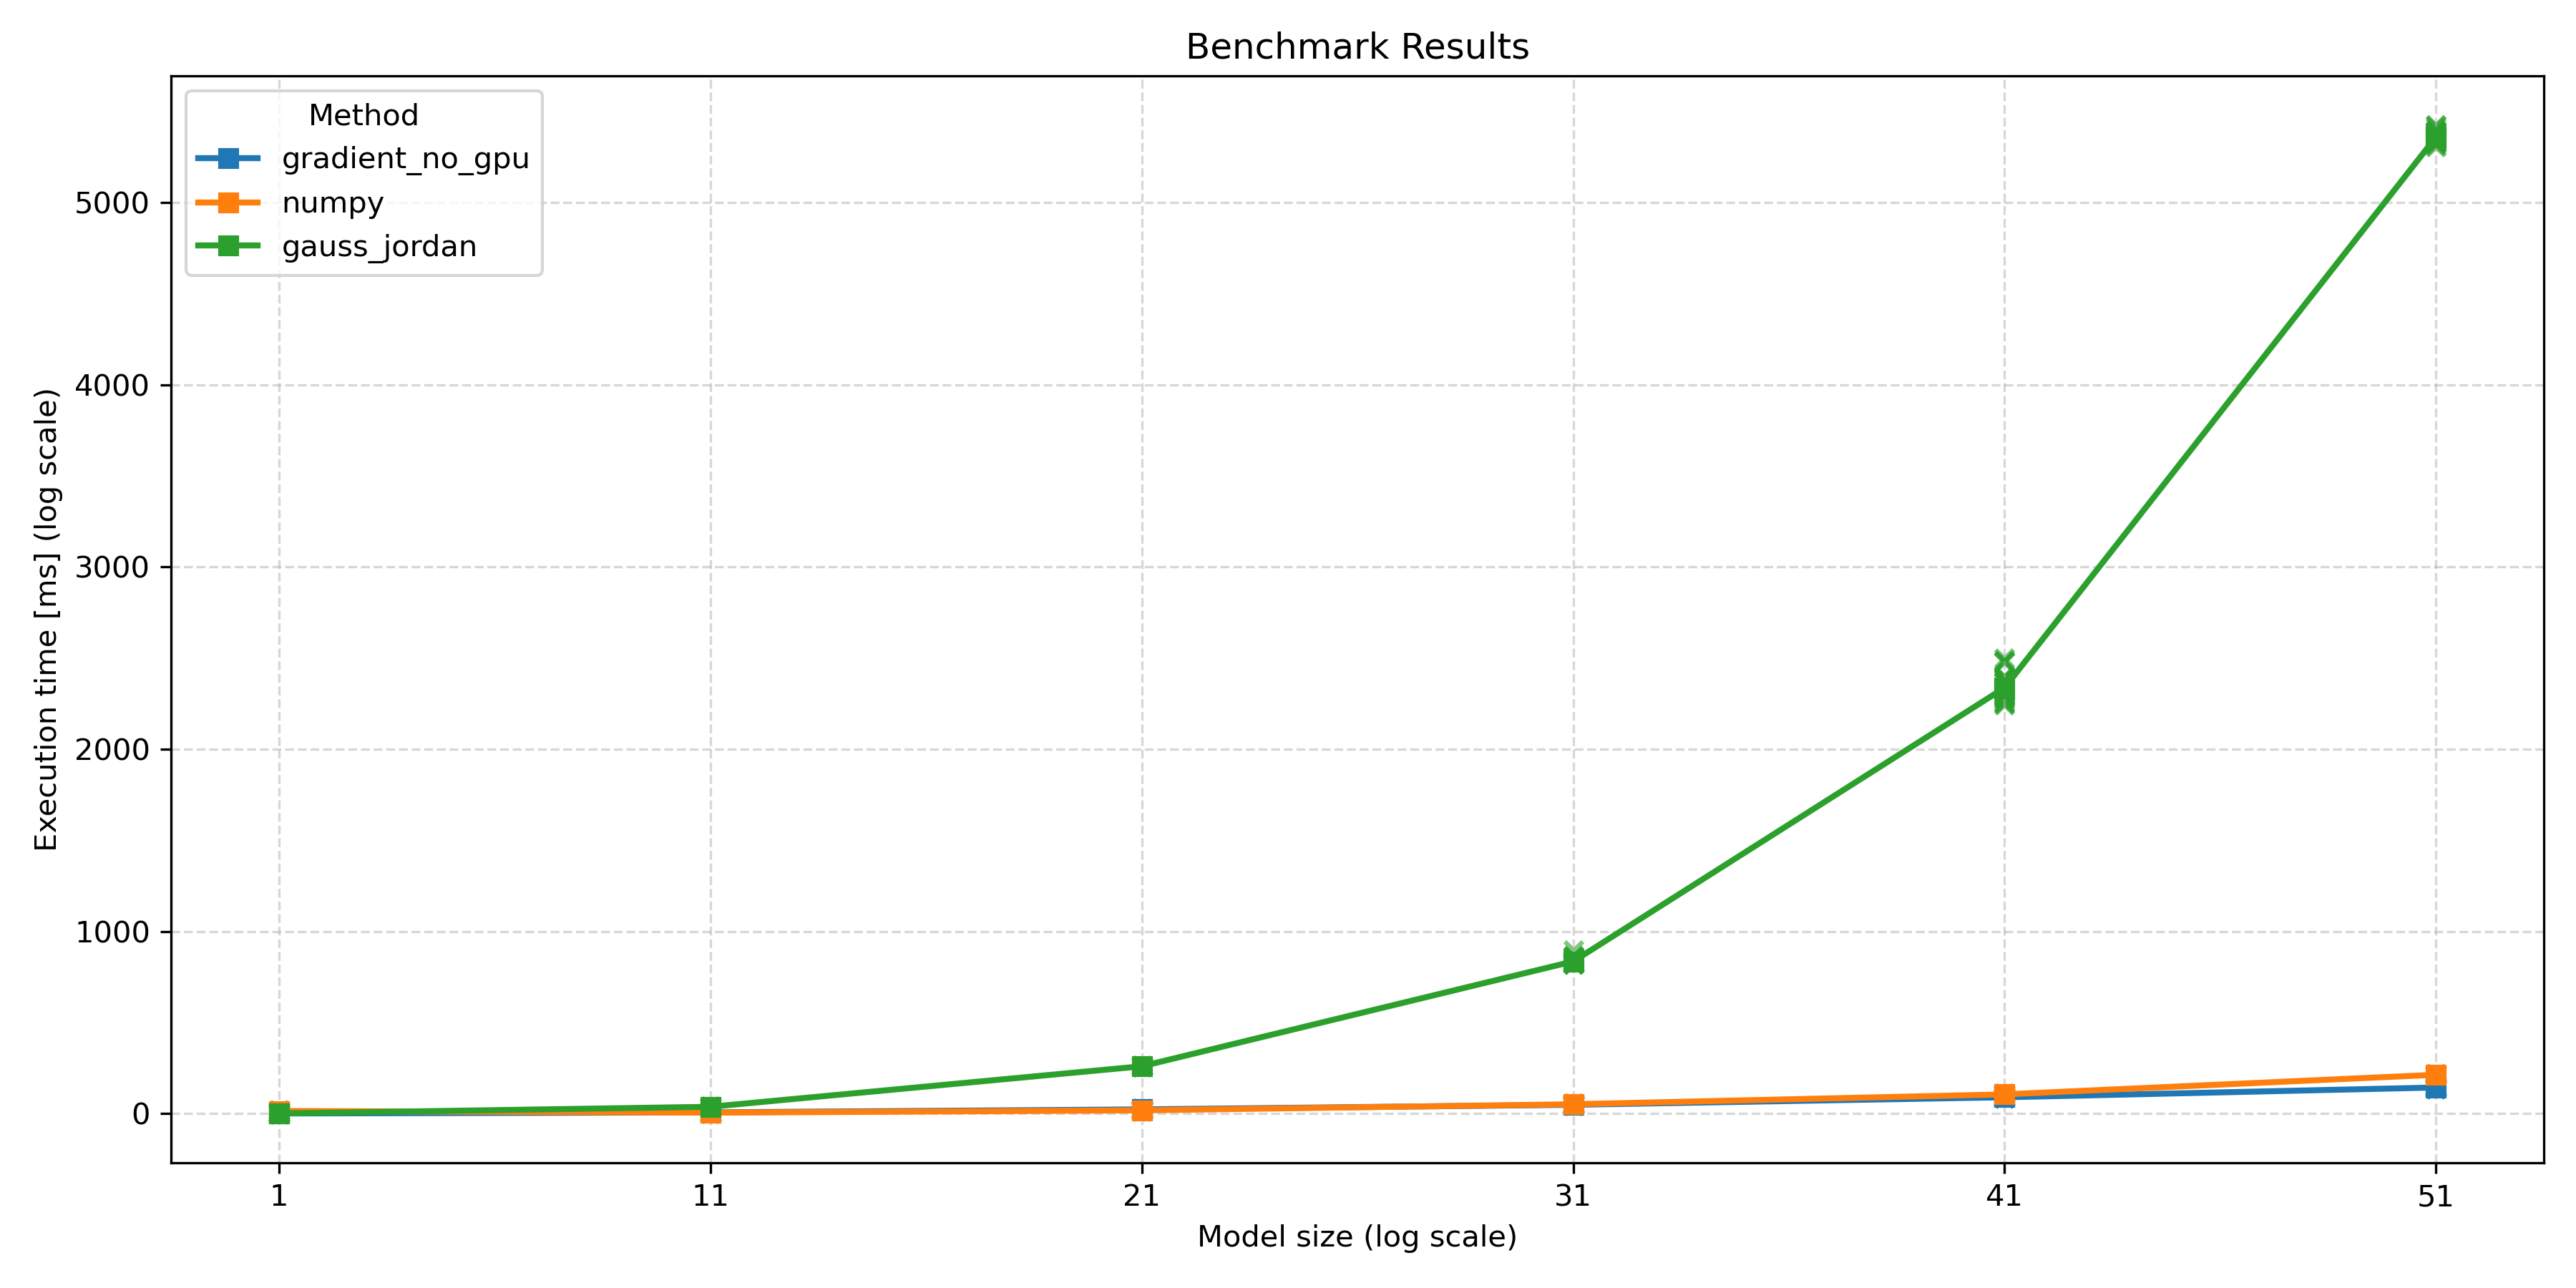 Benchmark Results
Method
gradient_no_gpu
numpy
gauss_jordan
Execution time [ms] (log scale)
5000
4000
3000
2000
1000
0
1 11 21 31 41 51
Model size (log scale)